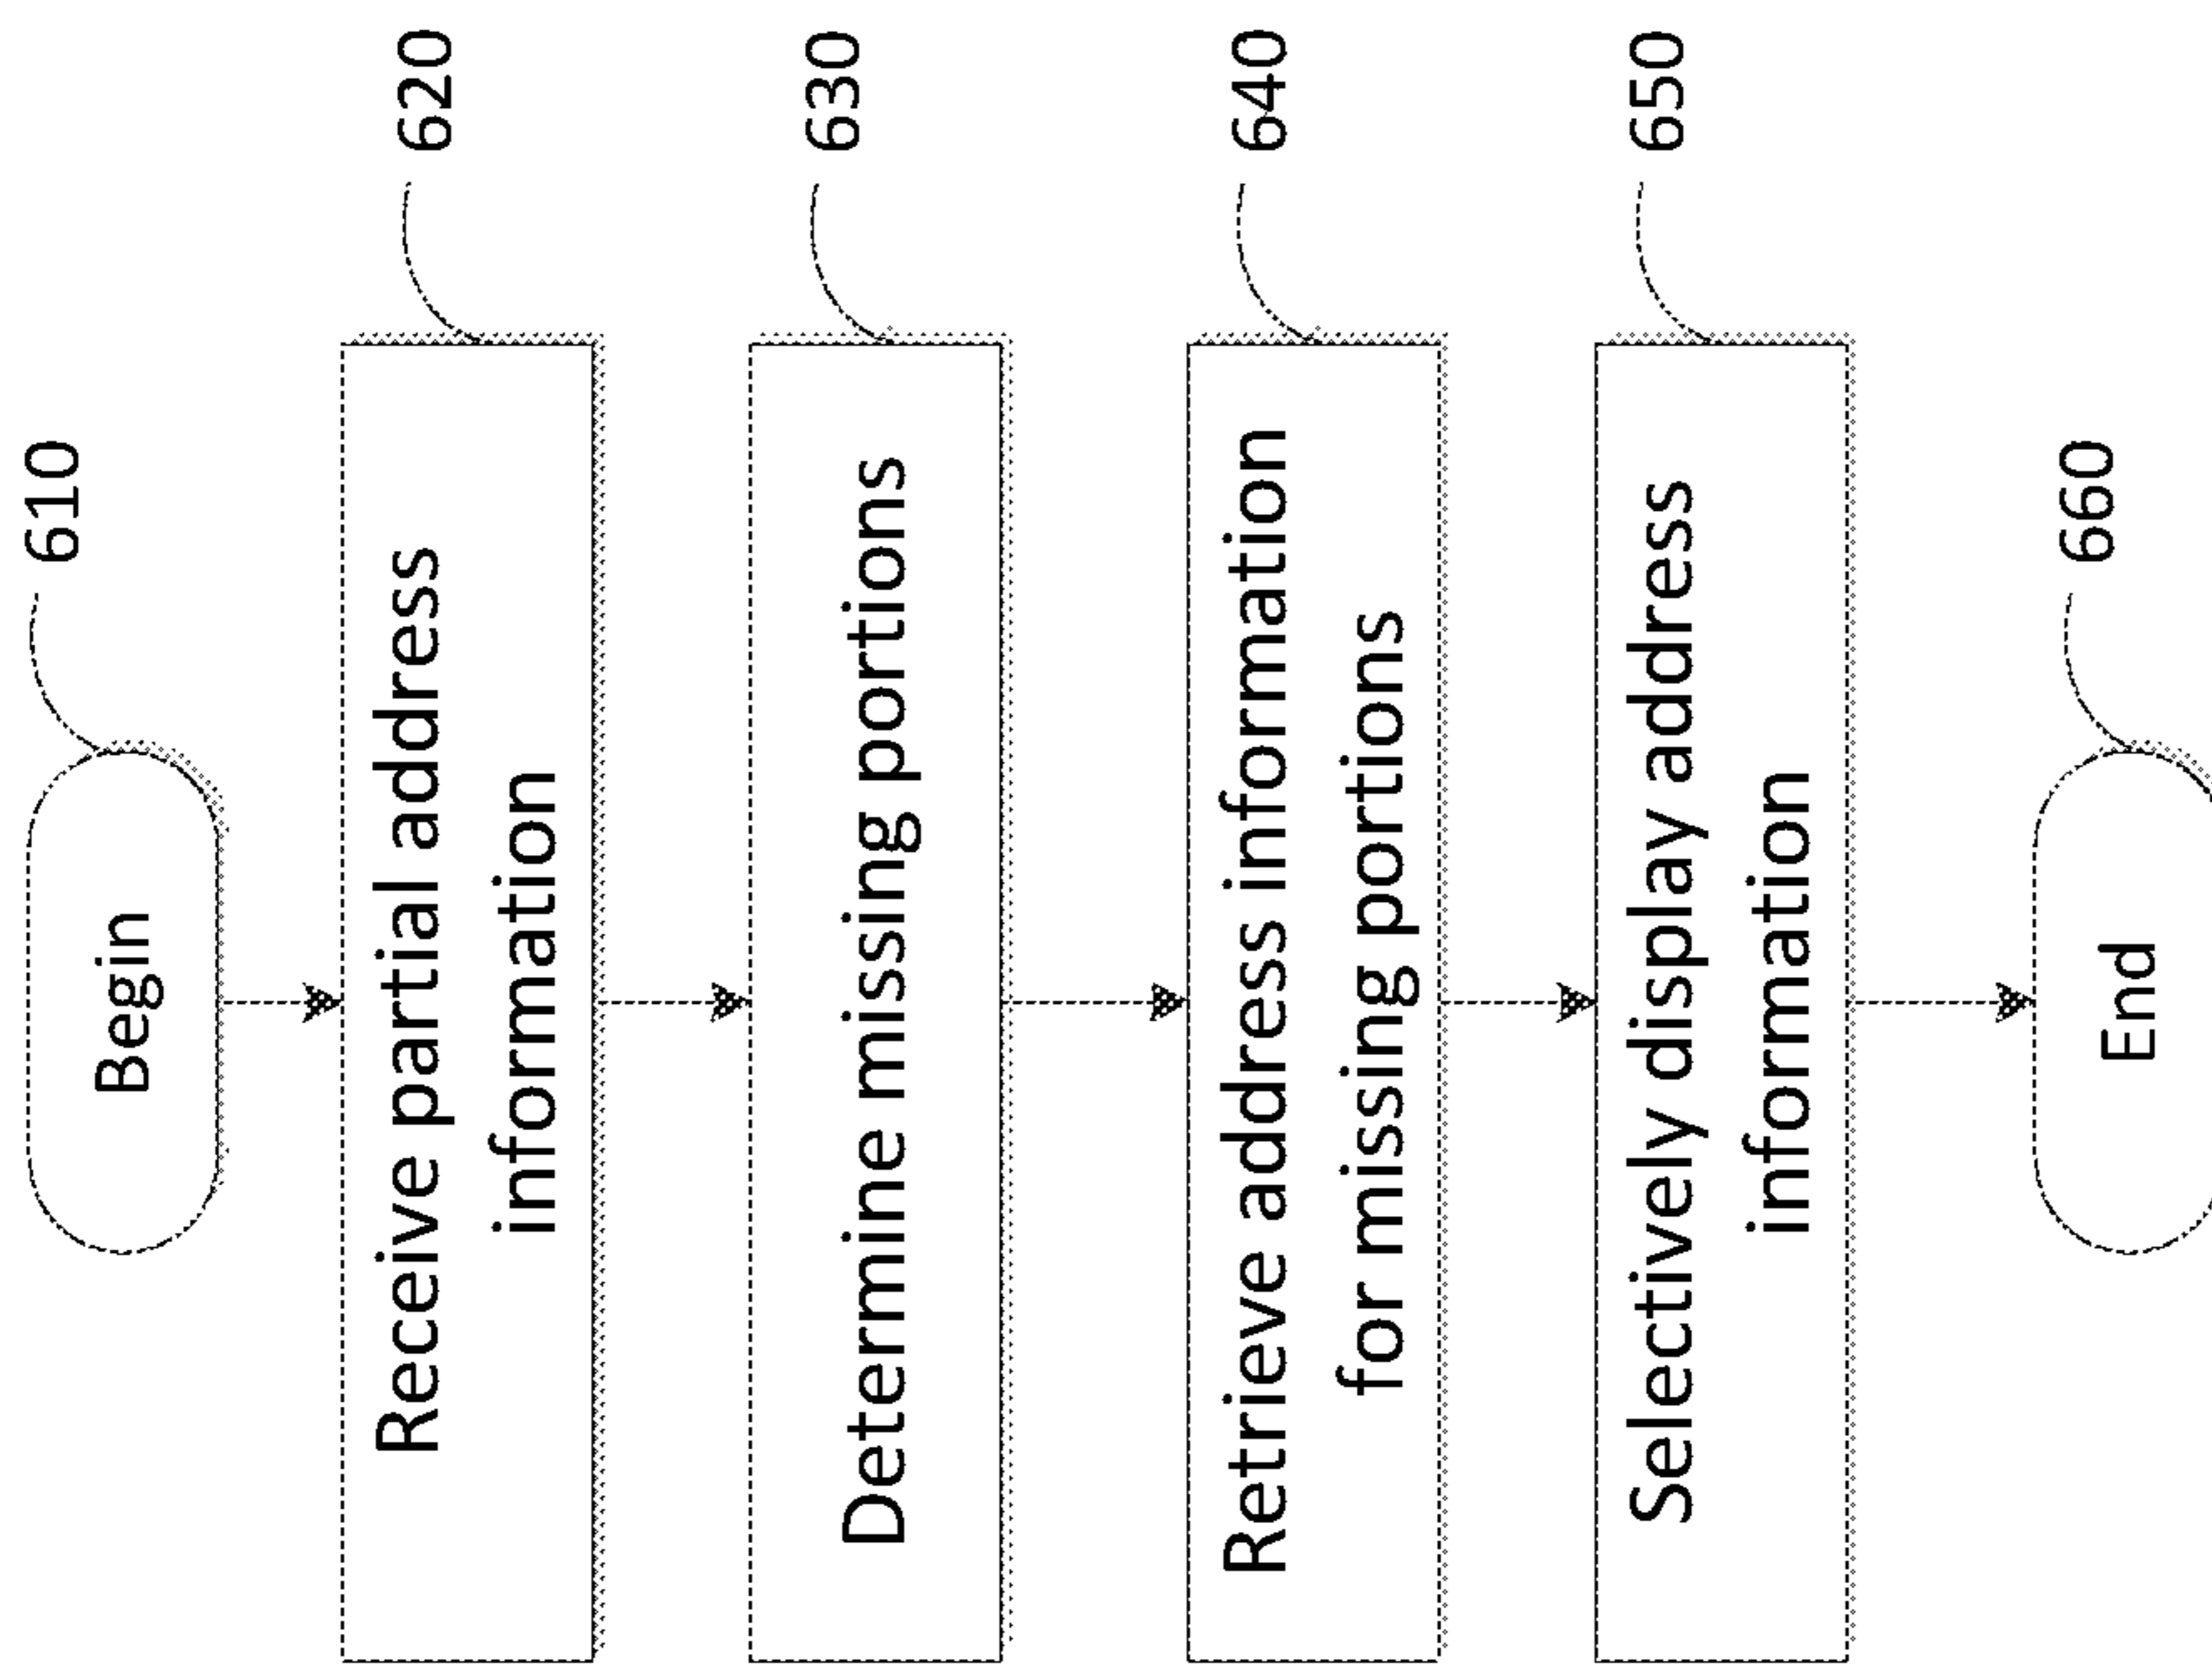 Begin
610
Receive partial address
information
620
Determine missing portions
630
Retrieve address information
for missing portions
640
Selectively display address
information
650
End
660